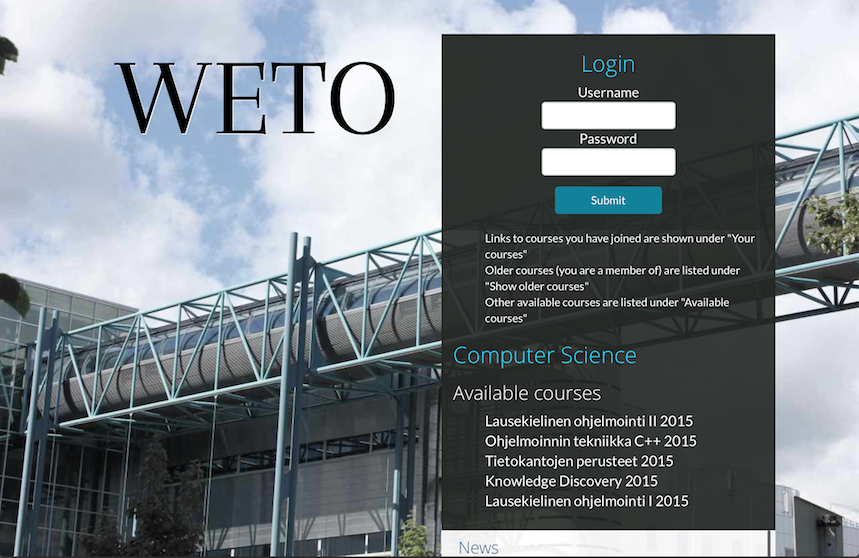 WETO
Login
Username
Password
Submit
Links to courses you have joined are shown under "Your
courses"
Older courses (you are a member of) are listed under
"Show older courses"
Other available courses are listed under "Available
courses"
Computer Science
Available courses
Lausekielinen ohjelmointi II 2015
Ohjelmoinnin tekniikka C++ 2015
Tietokantojen perusteet 2015
Knowledge Discovery 2015
Lausekielinen ohjelmointi I 2015
News